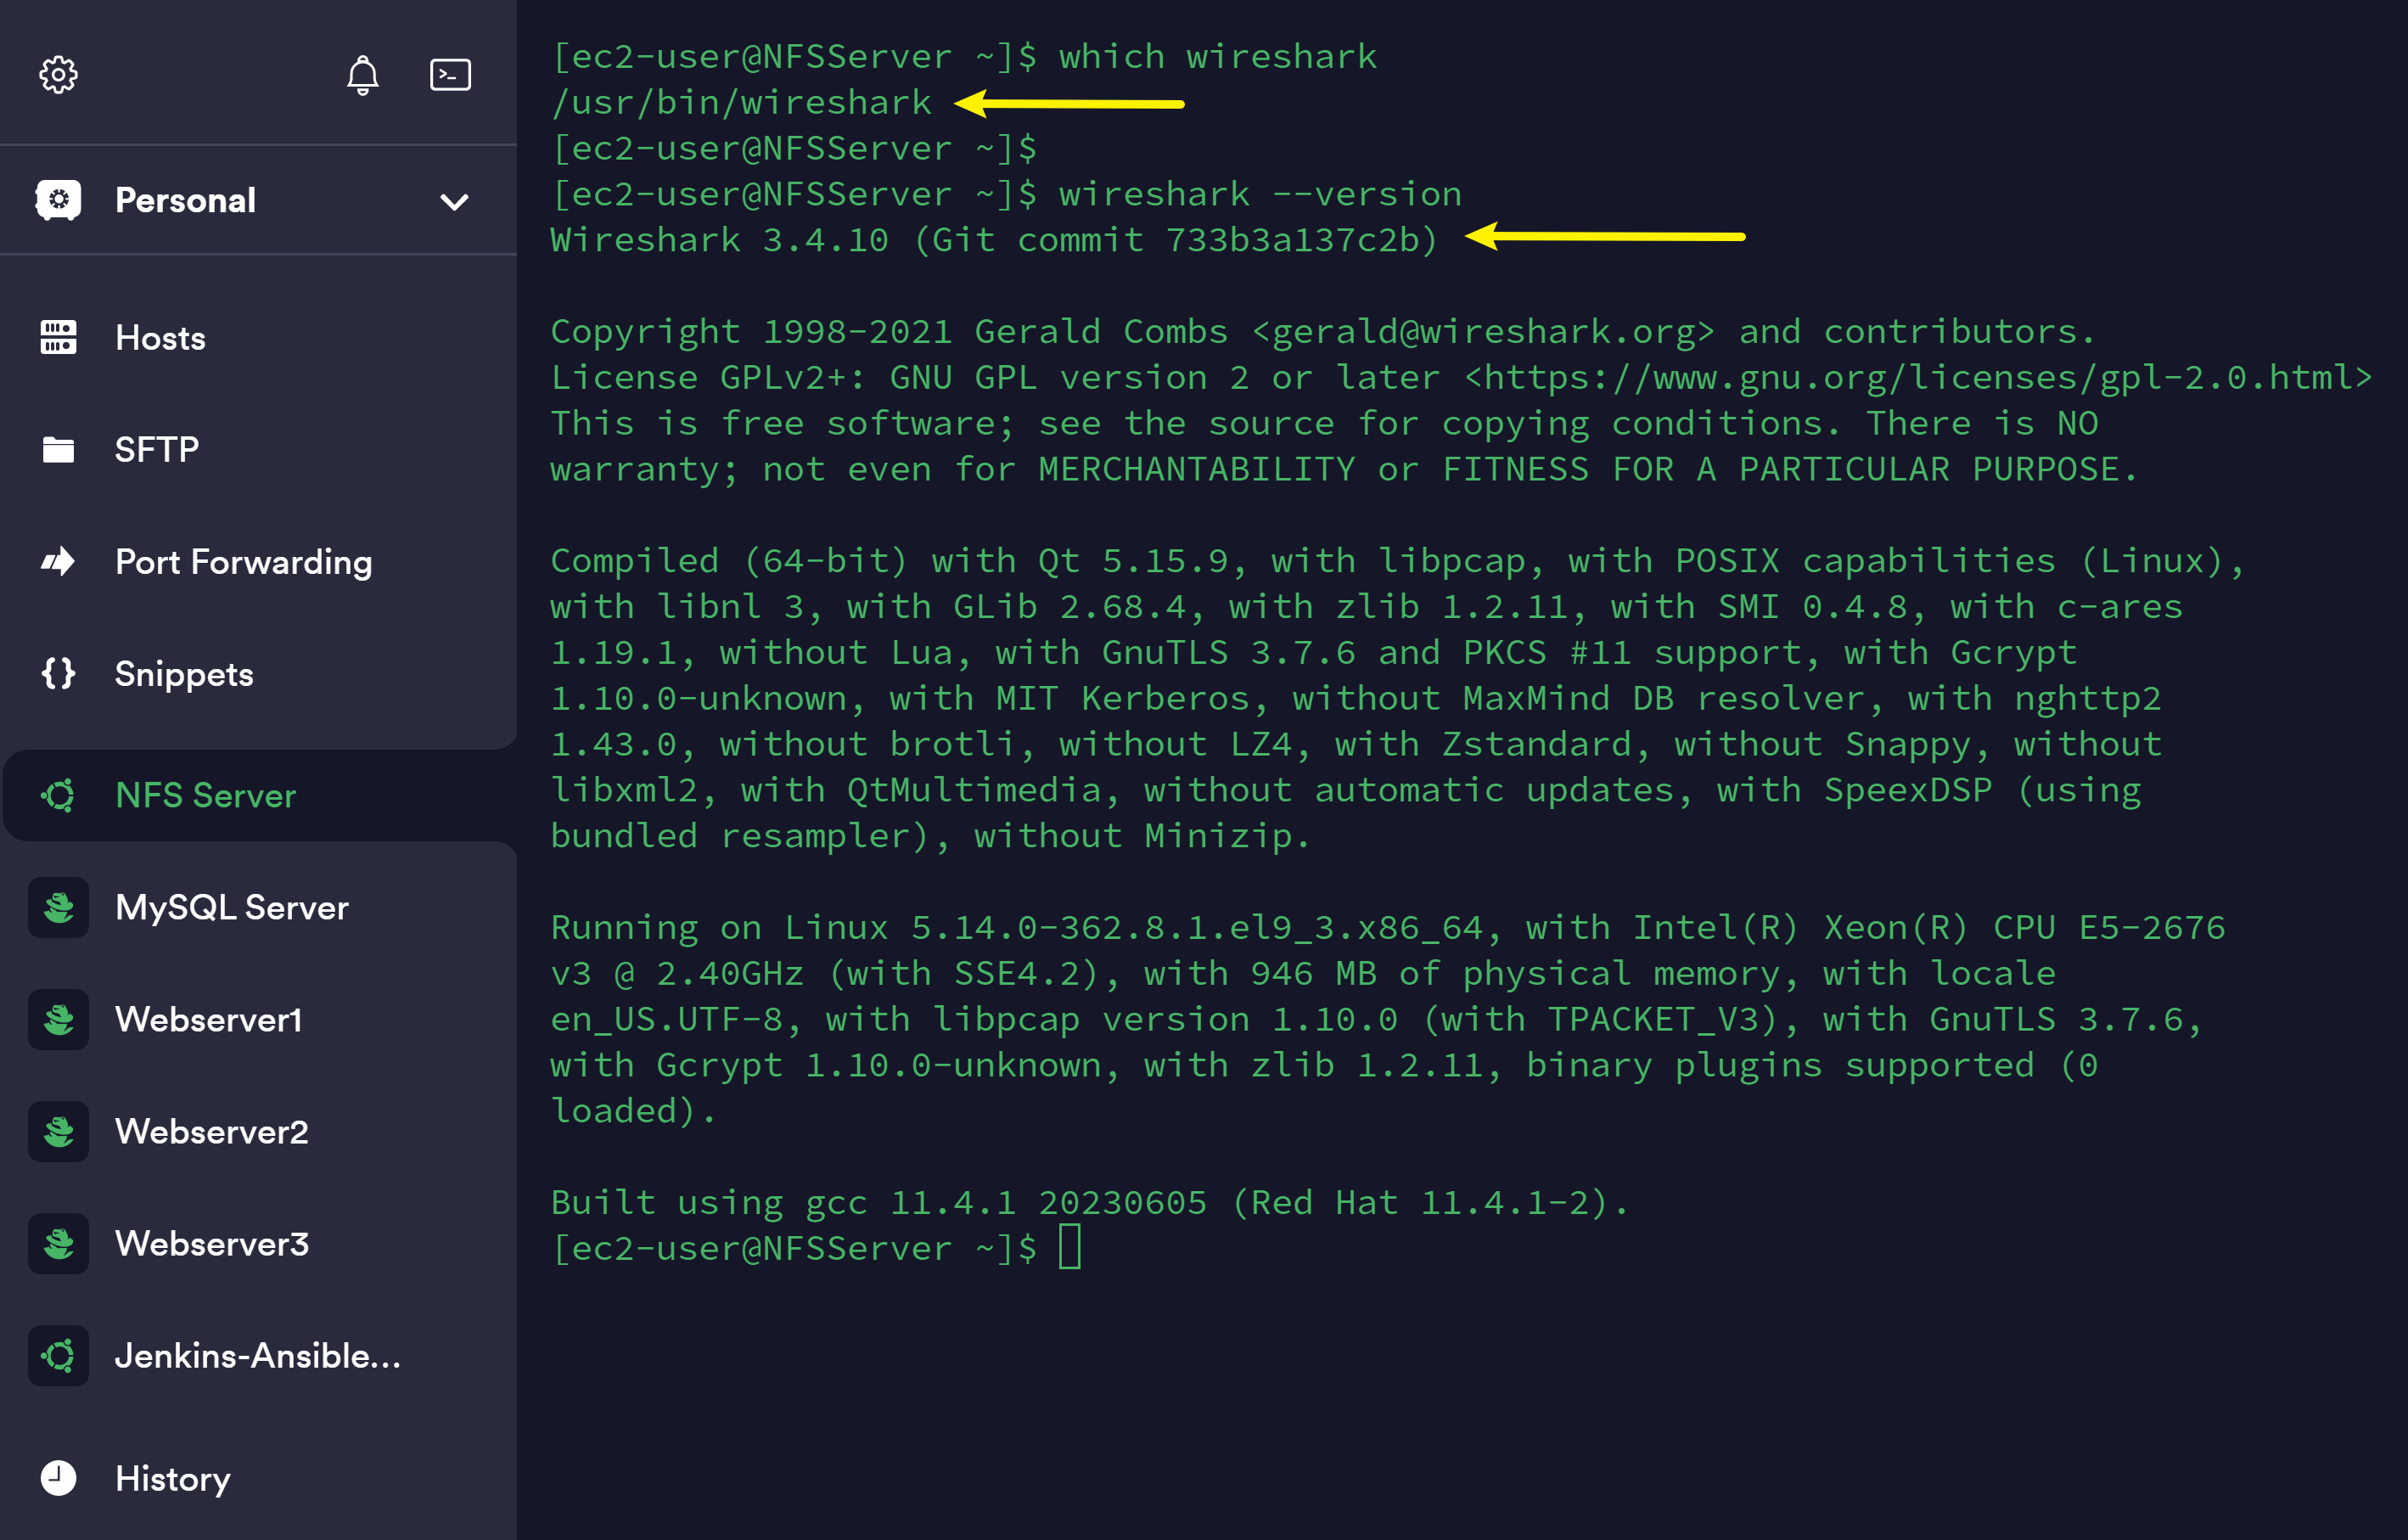 Personal
Hosts
SFTP
Port Forwarding
Snippets
NFS Server
MySQL Server
Webserver1
Webserver2
Webserver3
Jenkins-Ansible...
History
[ec2-user@NFSServer ~]$ which wireshark
/usr/bin/wireshark
[ec2-user@NFSServer ~]$
[ec2-user@NFSServer ~]$ wireshark --version
Wireshark 3.4.10 (Git commit 733b3a137c2b)
Copyright 1998-2021 Gerald Combs <gerald@wireshark.org> and contributors.
License GPLv2+: GNU GPL version 2 or later <https://www.gnu.org/licenses/gpl-2.0.html>
This is free software; see the source for copying conditions. There is NO
warranty; not even for MERCHANTABILITY or FITNESS FOR A PARTICULAR PURPOSE.
Compiled (64-bit) with Qt 5.15.9, with libpcap, with POSIX capabilities (Linux),
with libnl 3, with GLib 2.68.4, with zlib 1.2.11, with SMI 0.4.8, with c-ares
1.19.1, without Lua, with GnuTLS 3.7.6 and PKCS #11 support, with Gcrypt
1.10.0-unknown, with MIT Kerberos, without MaxMind DB resolver, with nghttp2
1.43.0, without brotli, without LZ4, with Zstandard, without Snappy, without
libxml2, with QtMultimedia, without automatic updates, with SpeexDSP (using
bundled resampler), without Minizip.
Running on Linux 5.14.0-362.8.1.el9_3.x86_64, with Intel(R) Xeon(R) CPU E5-2676
v3 @ 2.40GHz (with SSE4.2), with 946 MB of physical memory, with locale
en_US.UTF-8, with libpcap version 1.10.0 (with TPACKET_V3), with GnuTLS 3.7.6,
with Gcrypt 1.10.0-unknown, with zlib 1.2.11, binary plugins supported (0
loaded).
Built using gcc 11.4.1 20230605 (Red Hat 11.4.1-2).
[ec2-user@NFSServer ~]$